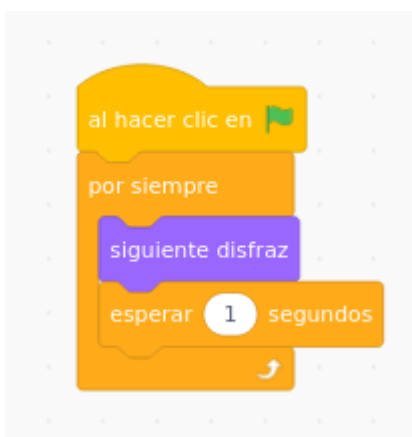 al hacer clic en
por siempre
siguiente disfraz
esperar 1 segundos